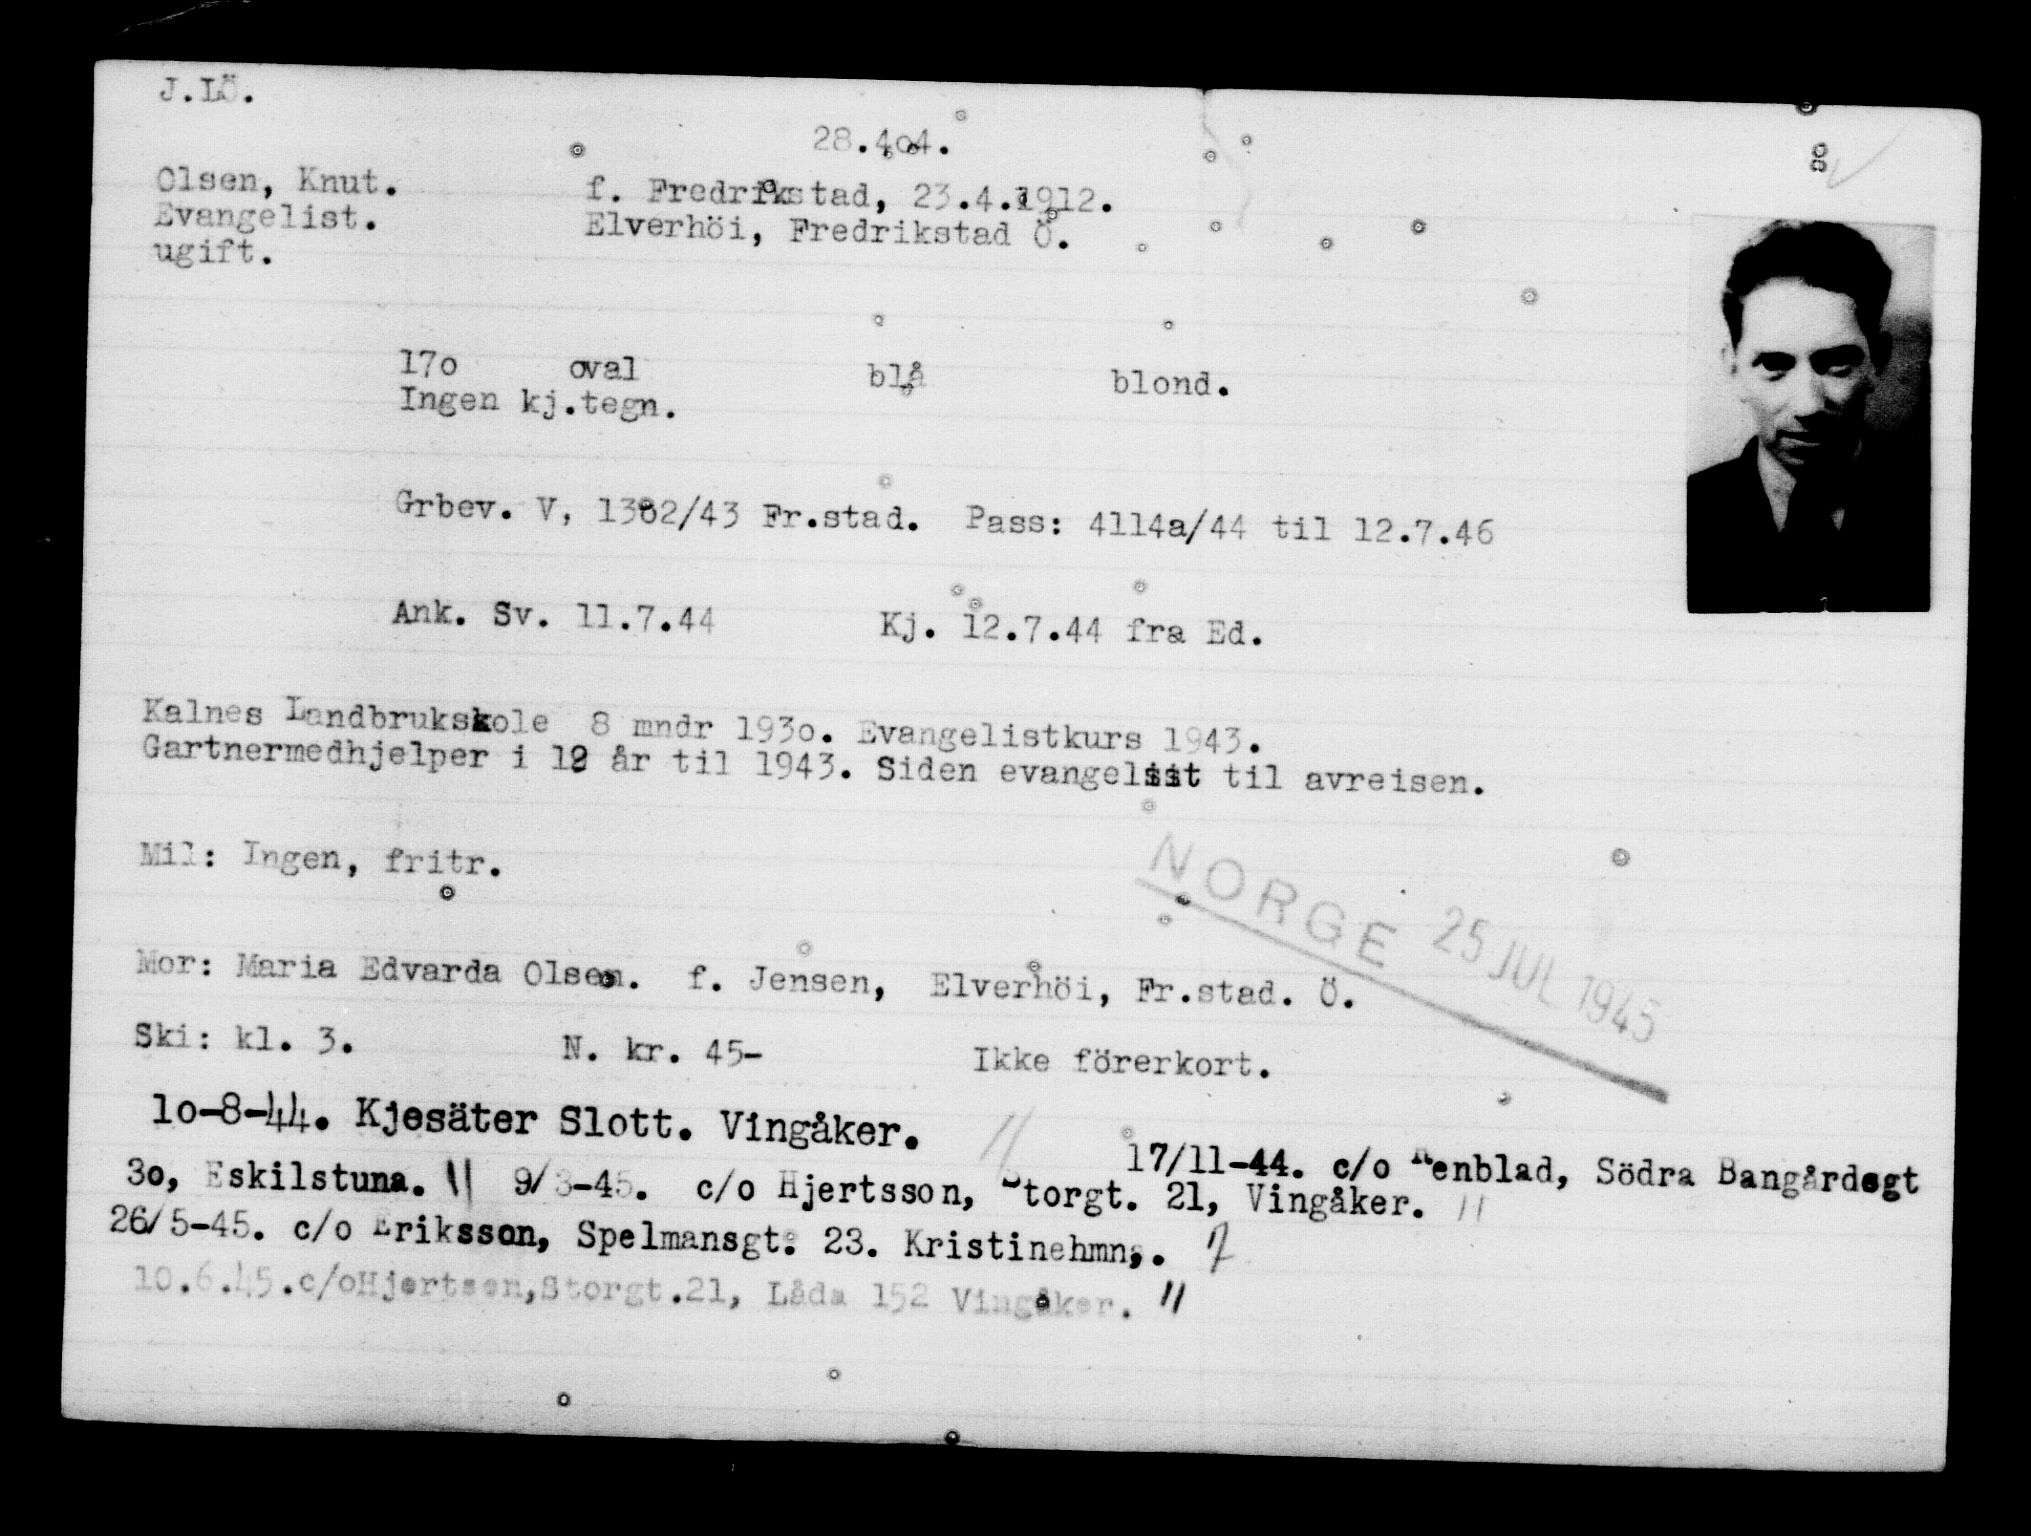 J.LÖ.
28.404.
Olsen, Knut. f. Fredrikstad, 23.4.1912.
Evangelist. Elverhöi, Fredrikstad Ö.
ugift.
17o oval blå blond.
Ingen kj.tegn.
Grbev. V, 1302/43 Fr.stad. Pass: 4114a/44 til 12.7.46
Ank. Sv. 11.7.44 Kj. 12.7.44 fra Ed.
Kalnes Landbruksskole 8 mndr 193o. Evangelistkurs 1943.
Gartnermedhjelper i år til 1943. Siden evangelist til avreisen.
Mil: Ingen, fritr.
NORGE 25 JUL 1945
Mor: Maria Edvarda Olsen. f. Jensen, Elverhöi, Fr.stad. Ö.
Ski: kl. 3. N. kr. 45- Ikke förerkort.
1o-8-44. Kjesäter Slott. Vingåker. // 17/11-44. c/o Renblad, Södra Bangårdsgt
3o, Eskilstuna. \\ 9/3-45. c/o Hjertsson, Storgt. 21, Vingåker. //
26/5-45. c/o Eriksson, Spelmansgt: 23. Kristinehmn,.
10.6.45.c/oHjertsen,Storgt.21, Låda 152 Vingåker. "